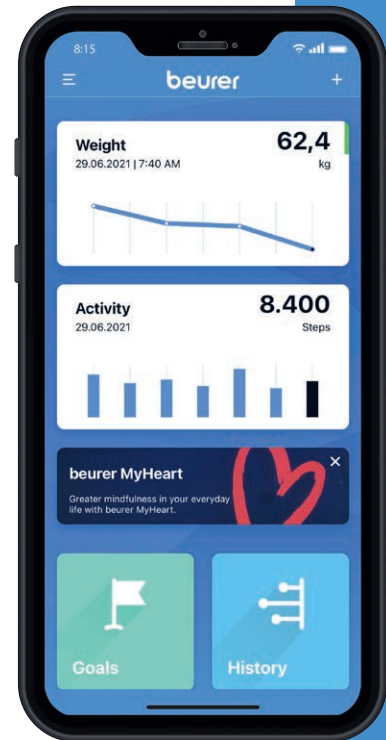 8:15
beurer
Weight
62,4
29.06.2021 | 7:40 AM
kg
Activity
8.400
29.06.2021
Steps
beurer MyHeart
Greater mindfulness in your everyday
life with beurer MyHeart.
Goals
History